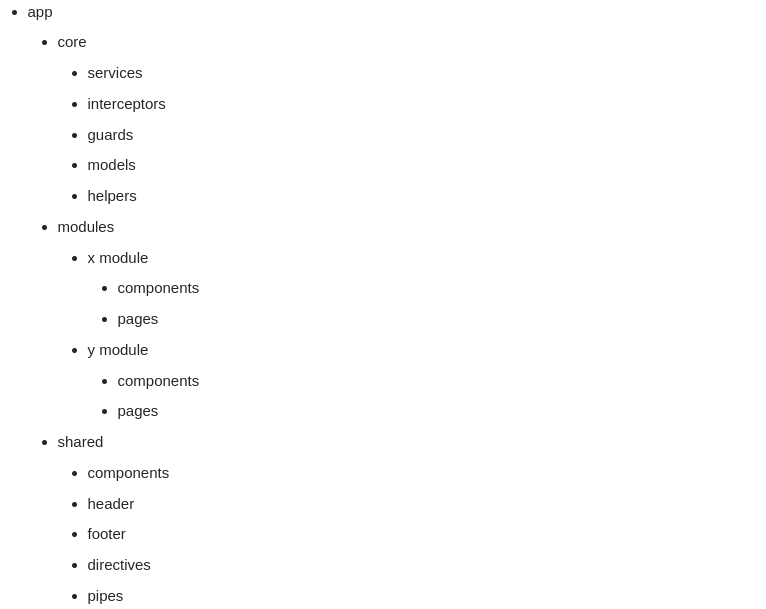 app
core
services
interceptors
guards
models
helpers
modules
x module
components
pages
y module
components
pages
shared
components
header
footer
directives
pipes